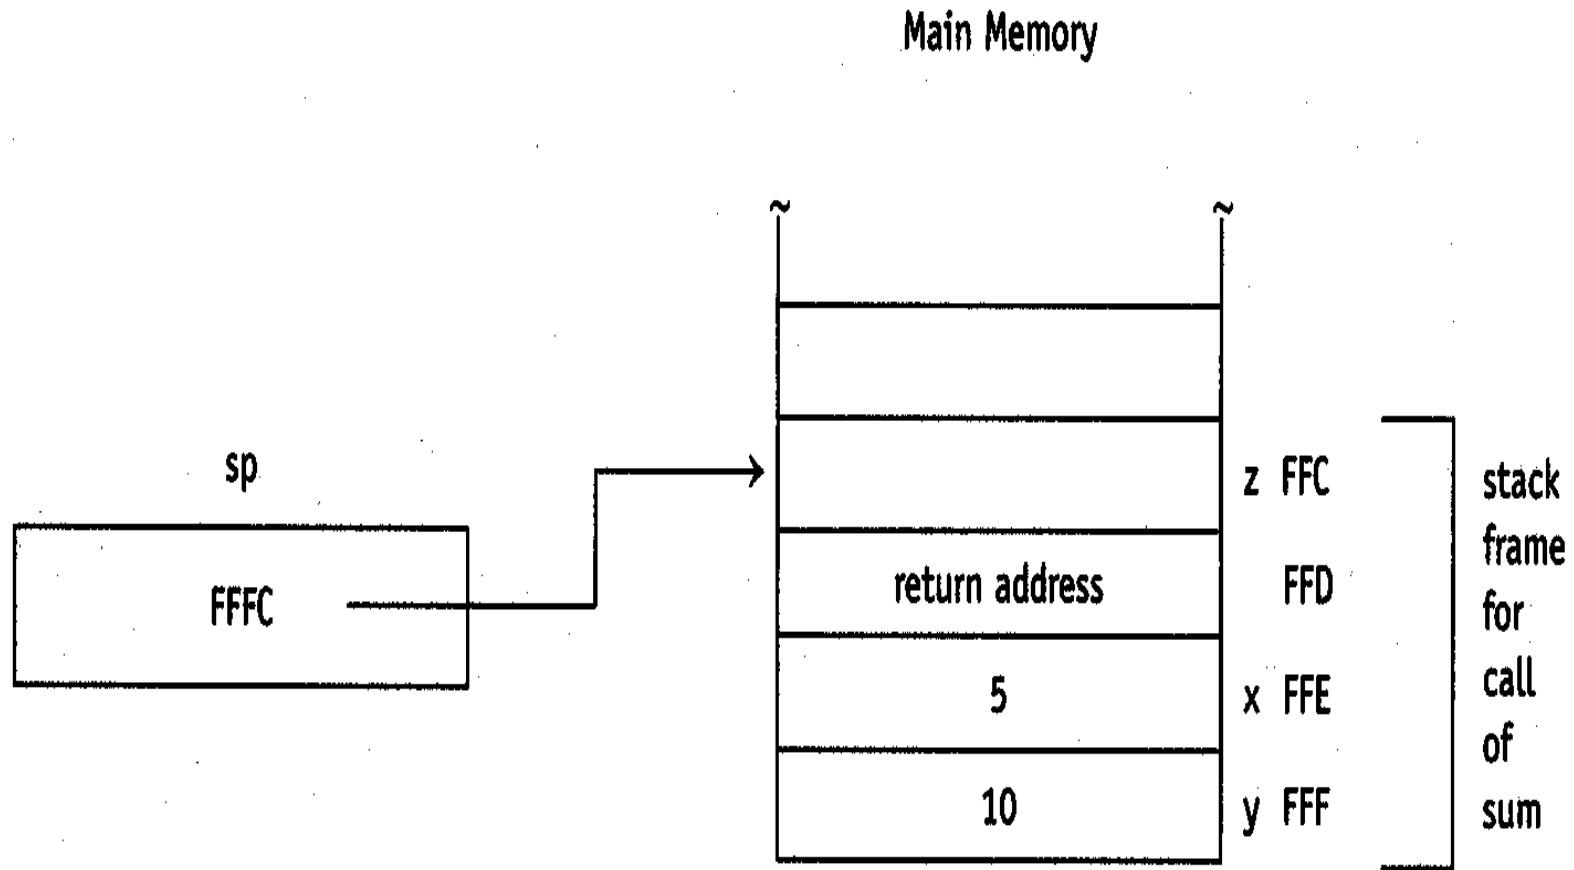 Main Memory
sp
FFFC
z FFC
return address FFD
5 x FFE
10 y FFF
stack
frame
for
call
of
sum